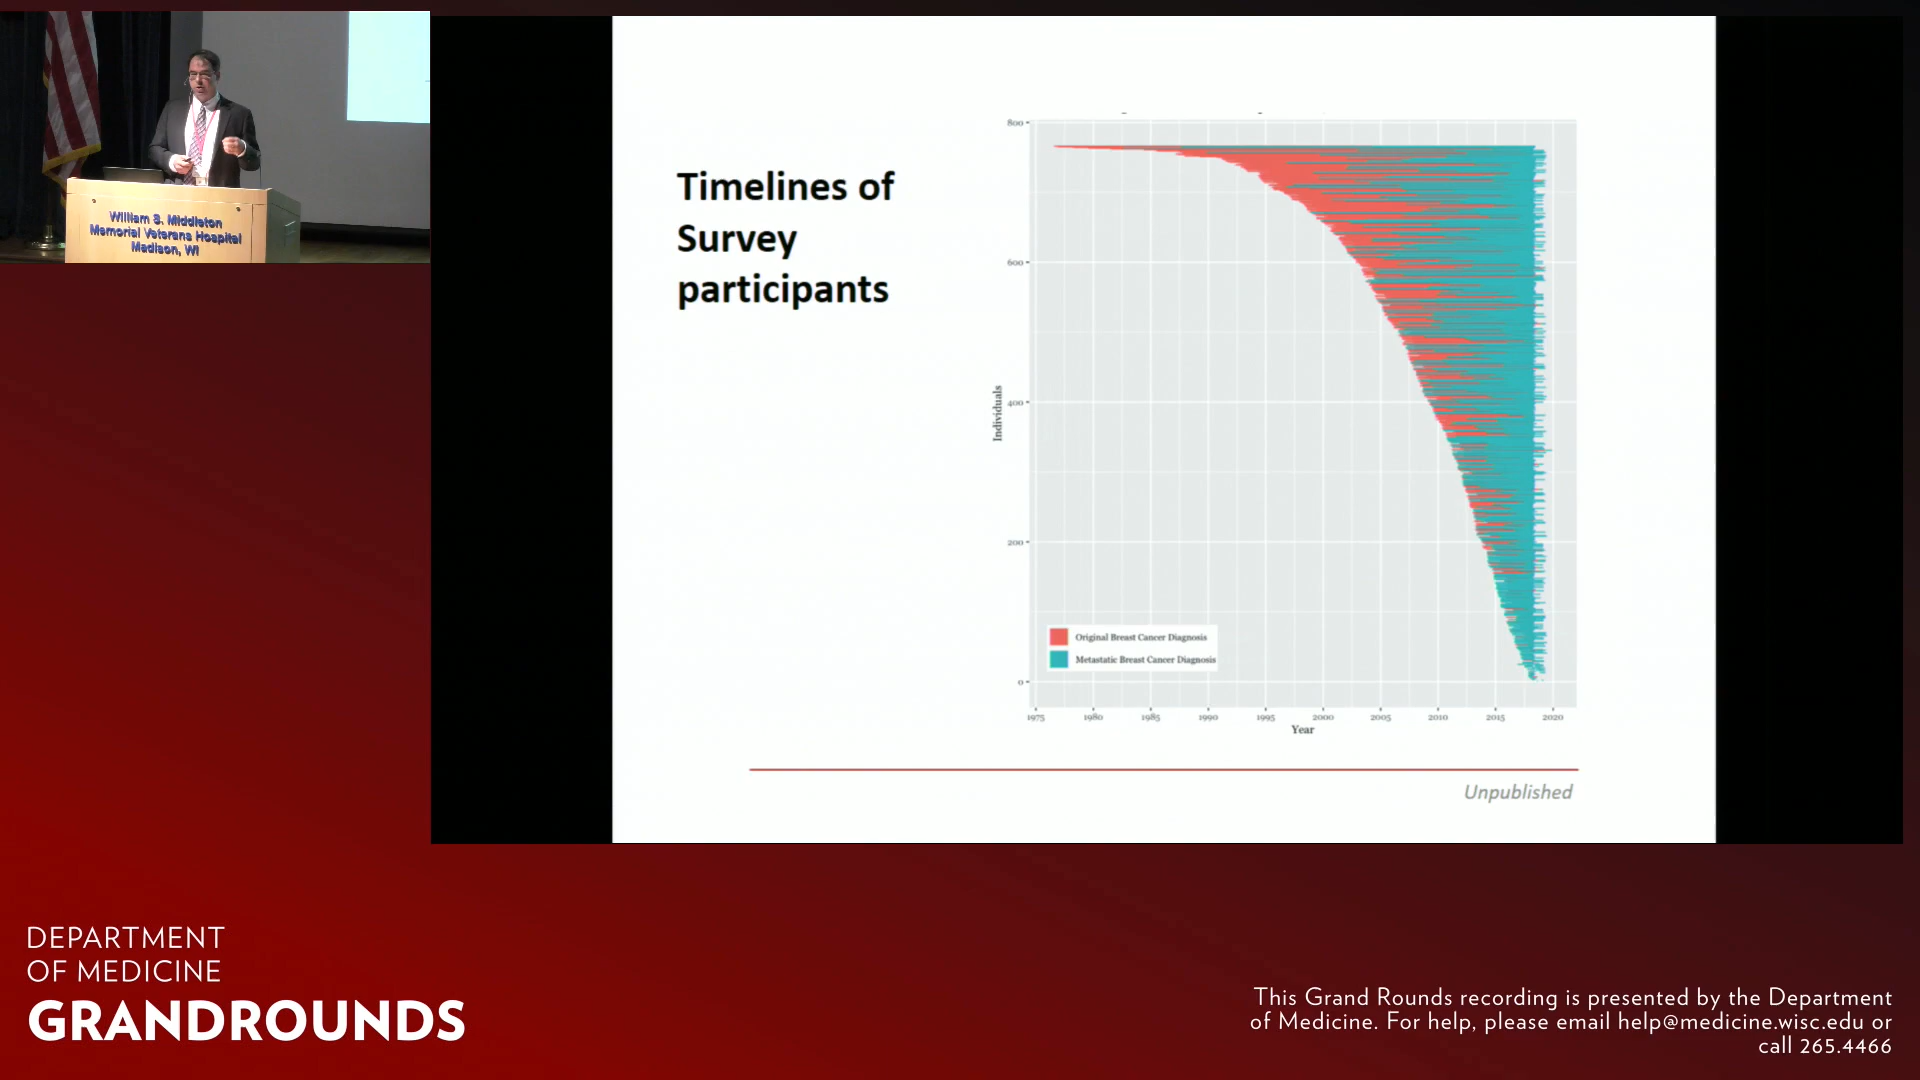 William S. Middleton
Memorial Veterans Hospital
Madison, WI
Timelines of
Survey
participants
800
600
400
200
0
Individuals
Original Breast Cancer Diagnosis
Metastatic Breast Cancer Diagnosis
1975 1980 1985 1990 1995 2000 2005 2010 2015 2020
Year
Unpublished
DEPARTMENT
OF MEDICINE
GRANDROUNDS
This Grand Rounds recording is presented by the Department
of Medicine. For help, please email help@medicine.wisc.edu or
call 265.4466